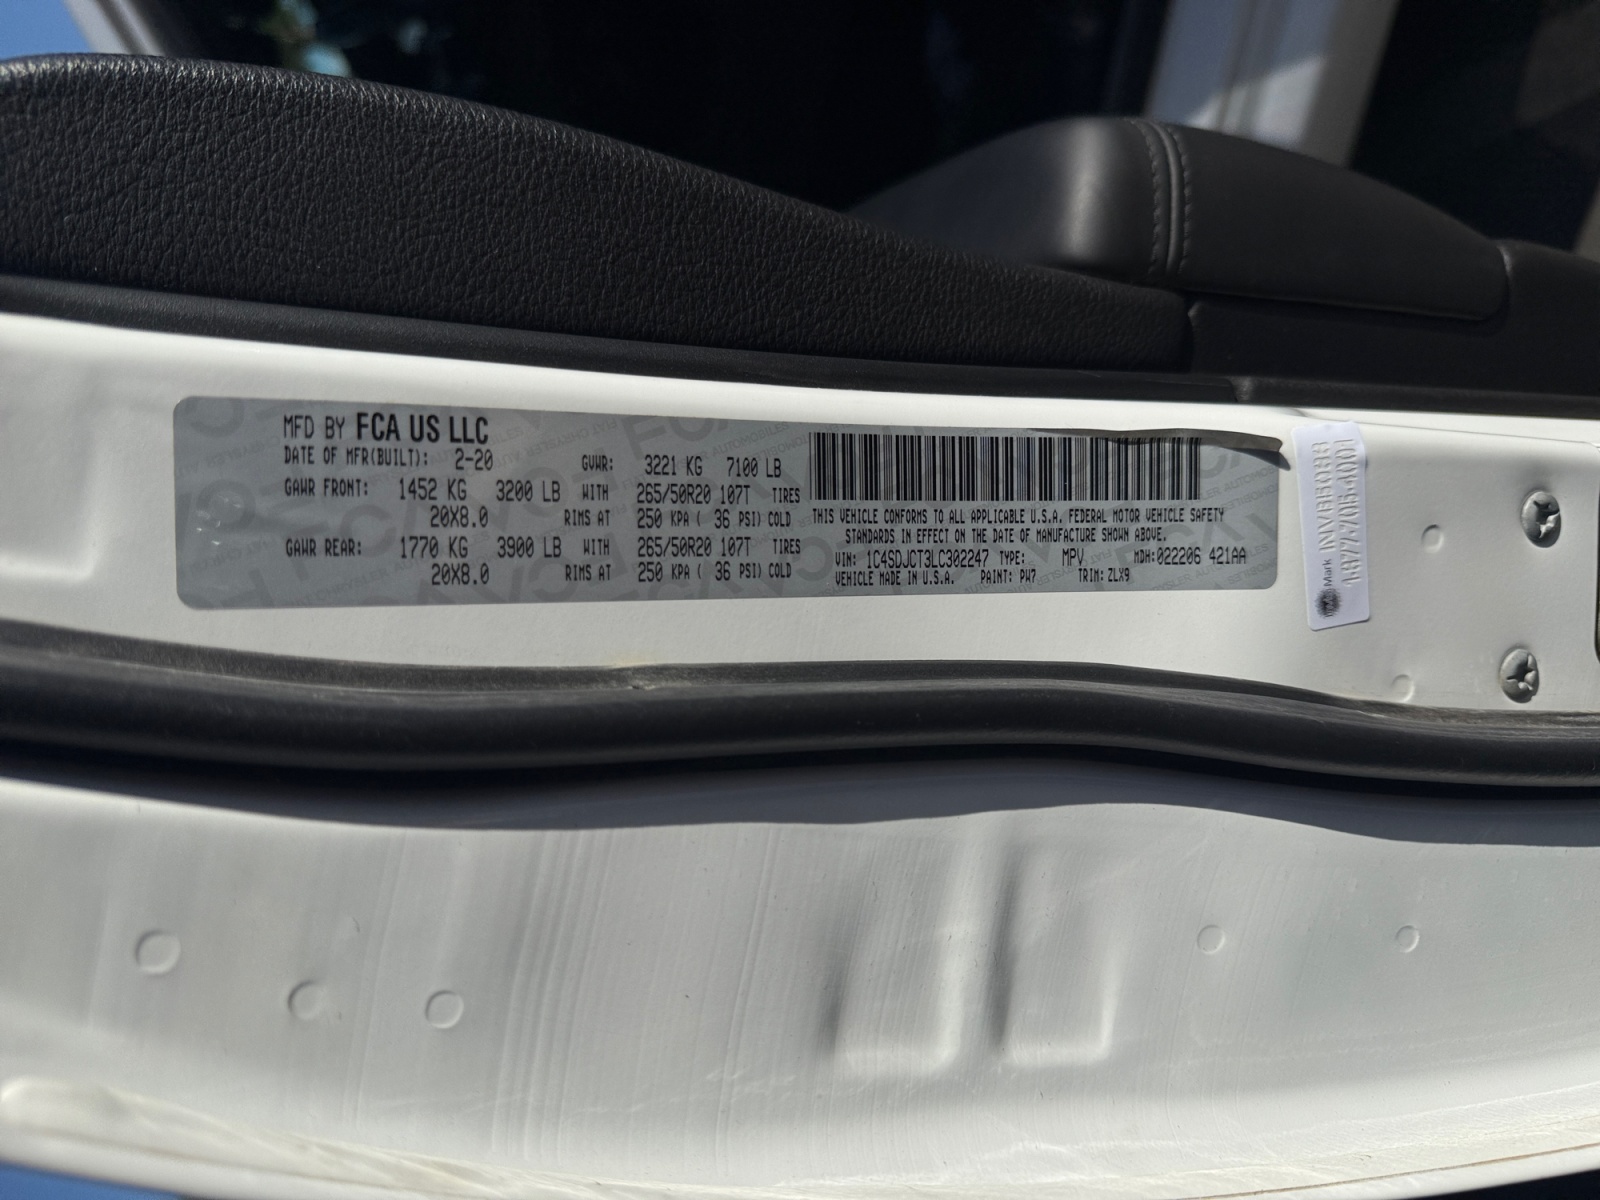 MFD BY FCA US LLC
DATE OF MFR(BUILT): 2-20 GVWR: 3221 KG 7100 LB
GAWR FRONT: 1452 KG 3200 LB WITH 265/50R20 107T TIRES
20X8.0 RIMS AT 250 KPA ( 36 PSI) COLD
GAWR REAR: 1770 KG 3900 LB WITH 265/50R20 107T TIRES
20X8.0 RIMS AT 250 KPA ( 36 PSI) COLD
THIS VEHICLE CONFORMS TO ALL APPLICABLE U.S.A. FEDERAL MOTOR VEHICLE SAFETY
STANDARDS IN EFFECT ON THE DATE OF MANUFACTURE SHOWN ABOVE.
VIN: 1C4SDJCT3LC302247 TYPE: MPV MDH: 022206 421AA
VEHICLE MADE IN U.S.A. PAINT: PW7 TRIM: ZLX9
Mark